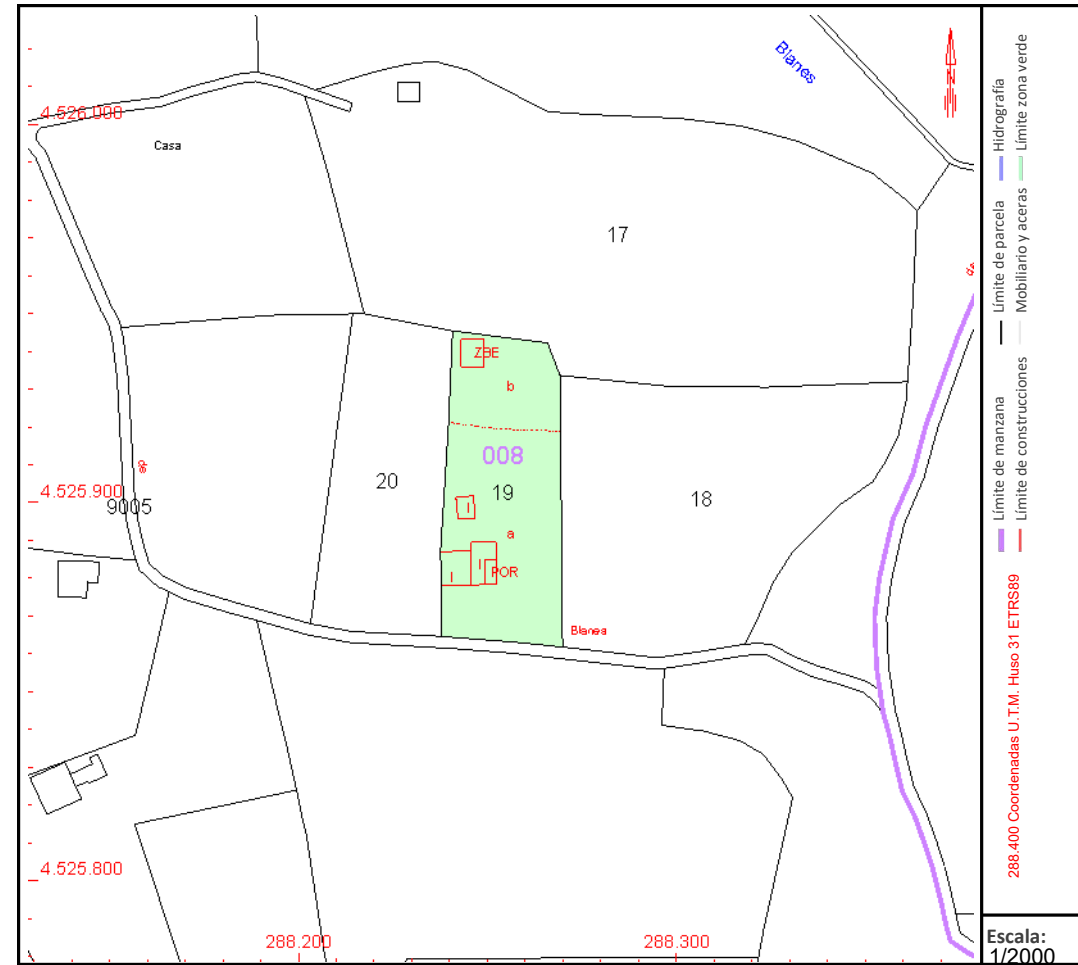 Blanes
N
4.526.000
Casa
17
ZBE
b
008
20
19
18
4.525.900
9005
de
a
I
I
I
POR
Blanes
de
4.525.800
288.200
288.300
Límite de manzana
Límite de parcela
Hidrografía
Límite de construcciones
Mobiliario y aceras
Límite zona verde
288.400 Coordenadas U.T.M. Huso 31 ETRS89
Escala:
1/2000